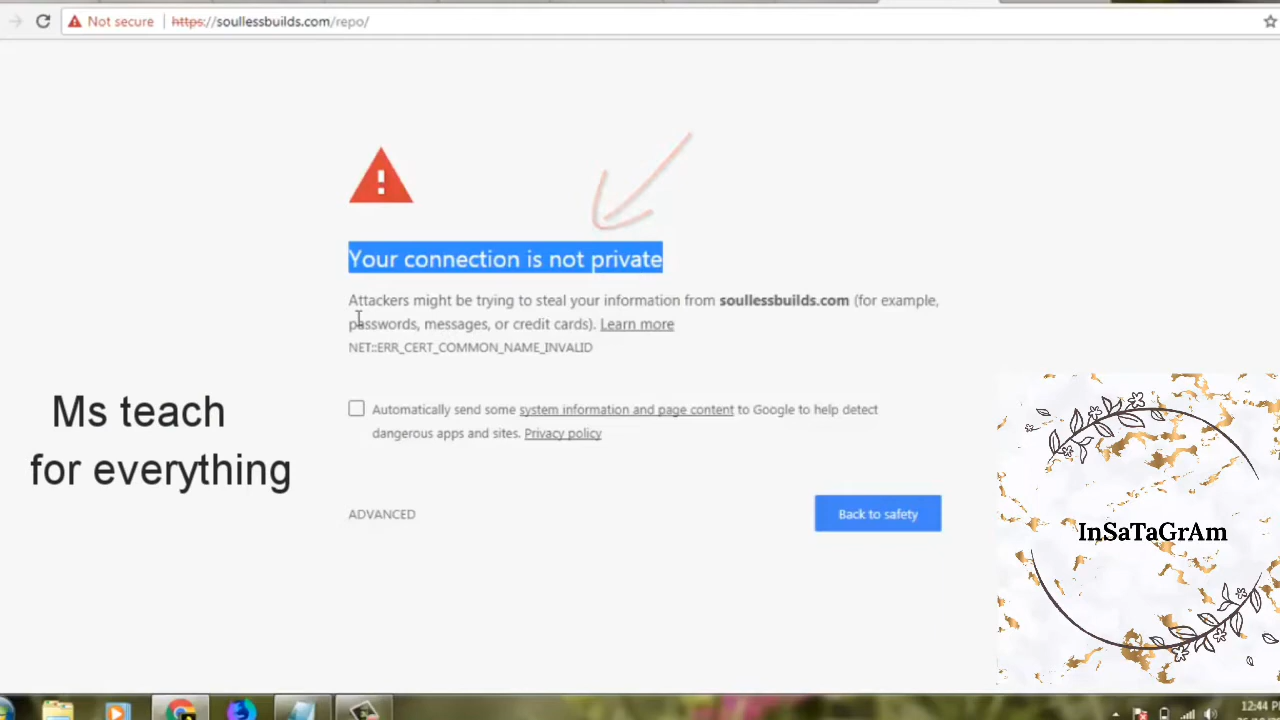 Not secure https://soullessbuilds.com/repo/
Your connection is not private
Attackers might be trying to steal your information from soullessbuilds.com (for example,
passwords, messages, or credit cards). Learn more
NET::ERR_CERT_COMMON_NAME_INVALID
Automatically send some system information and page content to Google to help detect
dangerous apps and sites. Privacy policy
ADVANCED
Back to safety
Ms teach
for everything
InSaTaGrAm
12:44 P